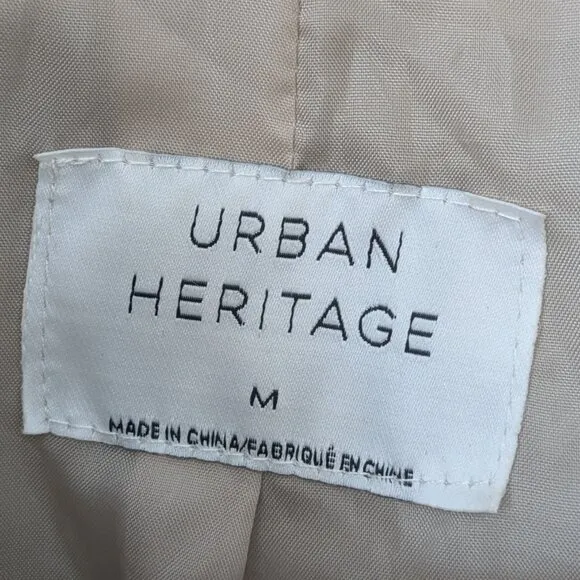 URBAN
HERITAGE
M
MADE IN CHINA/FABRIQUÉ EN CHINE